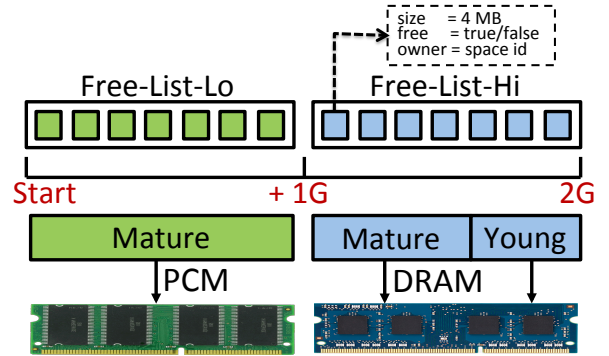 size = 4 MB
free = true/false
owner = space id
Free-List-Lo
Free-List-Hi
Start
+ 1G
2G
Mature
Mature
Young
PCM
DRAM